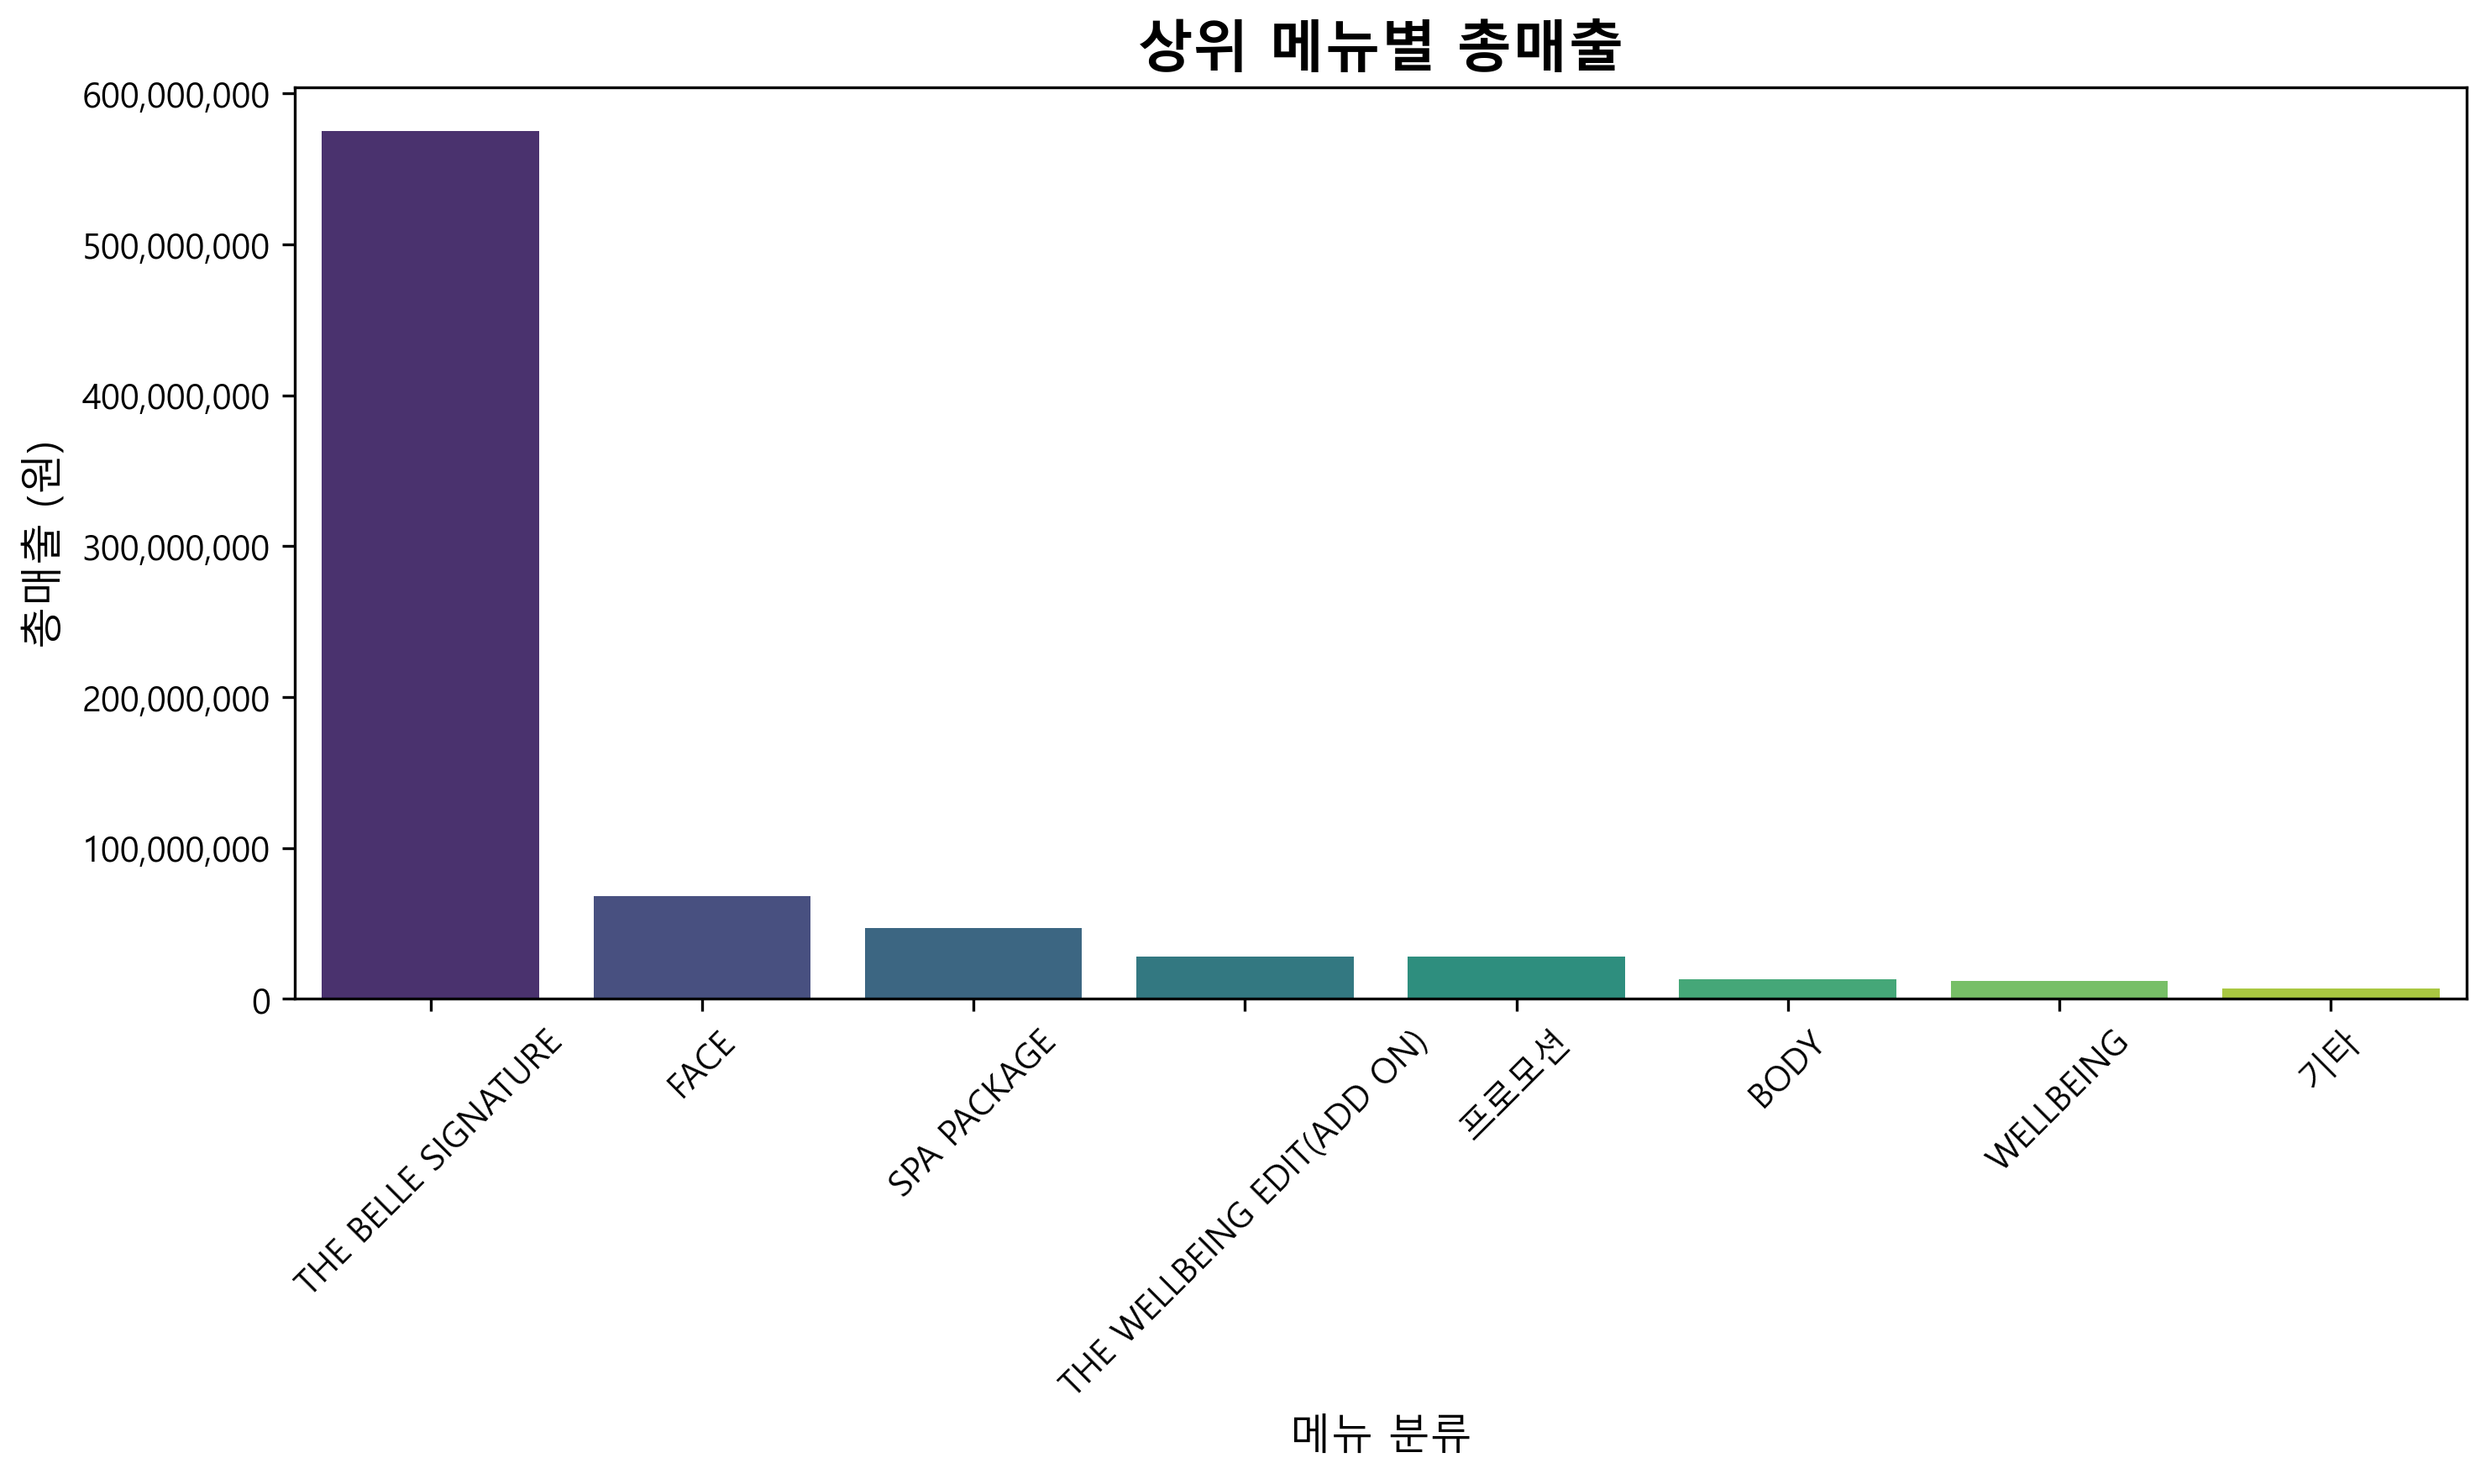 상위 메뉴별 총매출
총매출 (원)
600,000,000
500,000,000
400,000,000
300,000,000
200,000,000
100,000,000
0
THE BELLE SIGNATURE
FACE
SPA PACKAGE
THE WELLBEING EDIT(ADD ON)
프로모션
BODY
WELLBEING
기타
메뉴 분류